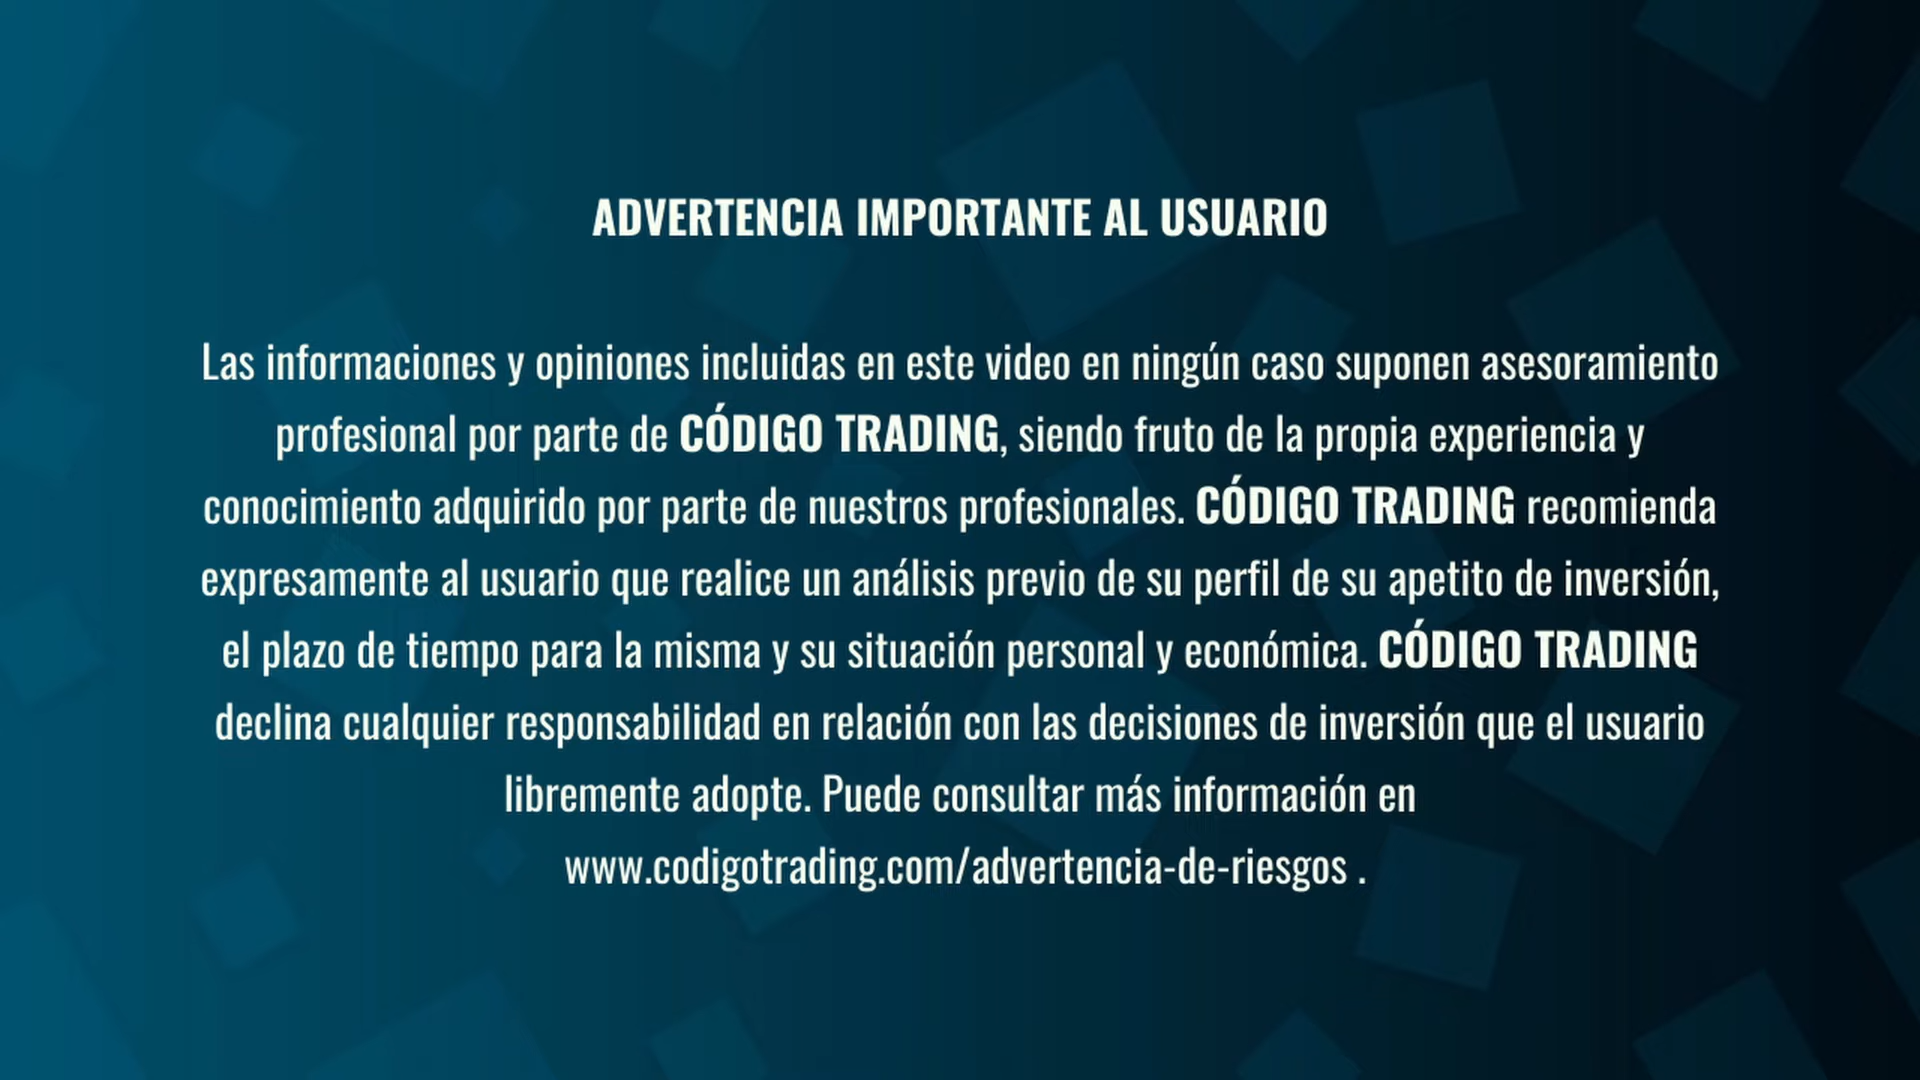 ADVERTENCIA IMPORTANTE AL USUARIO
Las informaciones y opiniones incluidas en este video en ningún caso suponen asesoramiento
profesional por parte de CÓDIGO TRADING, siendo fruto de la propia experiencia y
conocimiento adquirido por parte de nuestros profesionales. CÓDIGO TRADING recomienda
expresamente al usuario que realice un análisis previo de su perfil de su apetito de inversión,
el plazo de tiempo para la misma y su situación personal y económica. CÓDIGO TRADING
declina cualquier responsabilidad en relación con las decisiones de inversión que el usuario
libremente adopte. Puede consultar más información en
www.codigotrading.com/advertencia-de-riesgos .